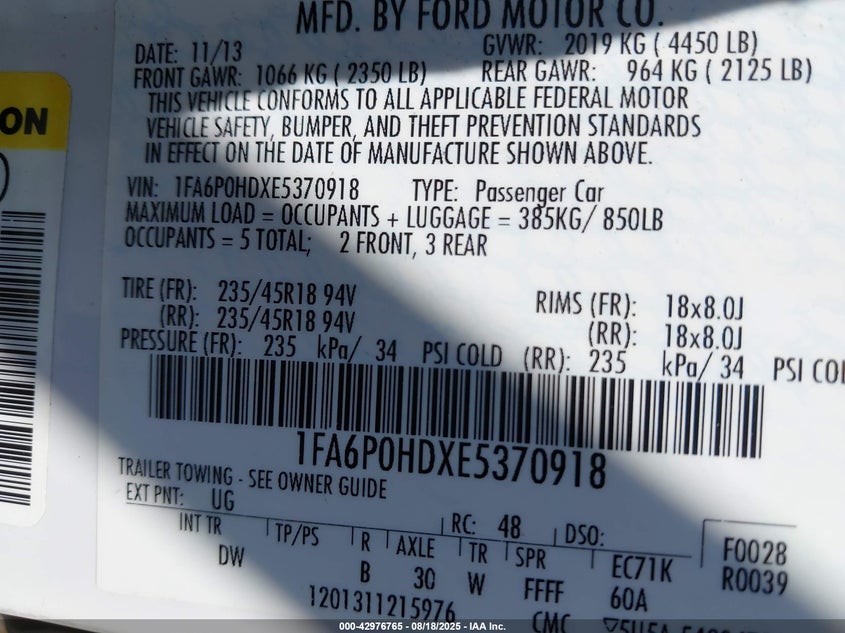 MFD. BY FORD MOTOR CO.
DATE: 11/13 GVWR: 2019 KG ( 4450 LB)
FRONT GAWR: 1066 KG ( 2350 LB) REAR GAWR: 964 KG ( 2125 LB)
THIS VEHICLE CONFORMS TO ALL APPLICABLE FEDERAL MOTOR
VEHICLE SAFETY, BUMPER, AND THEFT PREVENTION STANDARDS
IN EFFECT ON THE DATE OF MANUFACTURE SHOWN ABOVE.
ON
VIN: 1FA6P0HDXE5370918 TYPE: Passenger Car
MAXIMUM LOAD = OCCUPANTS + LUGGAGE = 385KG/ 850LB
OCCUPANTS = 5 TOTAL; 2 FRONT, 3 REAR
TIRE (FR): 235/45R18 94V RIMS (FR): 18x8.0J
(RR): 235/45R18 94V (RR): 18x8.0J
PRESSURE (FR): 235 kPa/ 34 PSI COLD (RR): 235 kPa/ 34 PSI COL
1FA6P0HDXE5370918
TRAILER TOWING - SEE OWNER GUIDE
EXT PNT: UG RC: 48 DSO:
INT TR TP/PS R AXLE TR SPR EC71K F0028
DW B 30 W FFFF 60A R0039
1201311215976 CMC
000-42976765 - 08/18/2025 - IAA Inc.